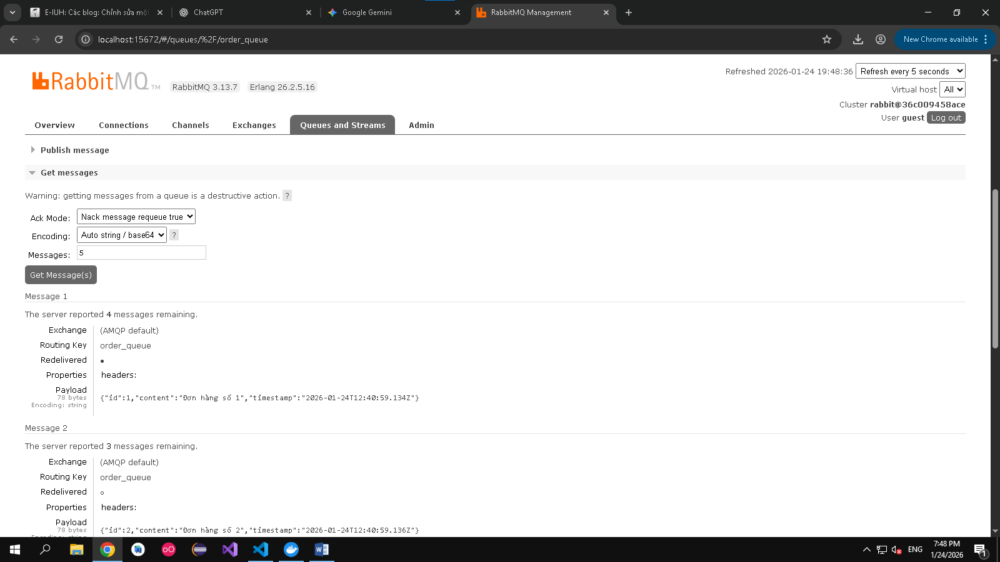 E-IUH: Các blog: Chỉnh sửa một
ChatGPT
Google Gemini
RabbitMQ Management
localhost:15672/#/queues/%2F/order_queue
New Chrome available
RabbitMQ TM
RabbitMQ 3.13.7
Erlang 26.2.5.16
Refreshed 2026-01-24 19:48:36
Refresh every 5 seconds
Virtual host All
Cluster rabbit@36c009458ace
User guest Log out
Overview
Connections
Channels
Exchanges
Queues and Streams
Admin
Publish message
Get messages
Warning: getting messages from a queue is a destructive action. ?
Ack Mode: Nack message requeue true
Encoding: Auto string / base64 ?
Messages: 5
Get Message(s)
Message 1
The server reported 4 messages remaining.
Exchange (AMQP default)
Routing Key order_queue
Redelivered ●
Properties headers:
Payload
78 bytes
Encoding: string
{"id":1,"content":"Đơn hàng số 1","timestamp":"2026-01-24T12:40:59.134Z"}
Message 2
The server reported 3 messages remaining.
Exchange (AMQP default)
Routing Key order_queue
Redelivered ○
Properties headers:
Payload
78 bytes
Encoding: string
{"id":2,"content":"Đơn hàng số 2","timestamp":"2026-01-24T12:40:59.136Z"}
ENG
7:48 PM
1/24/2026
1